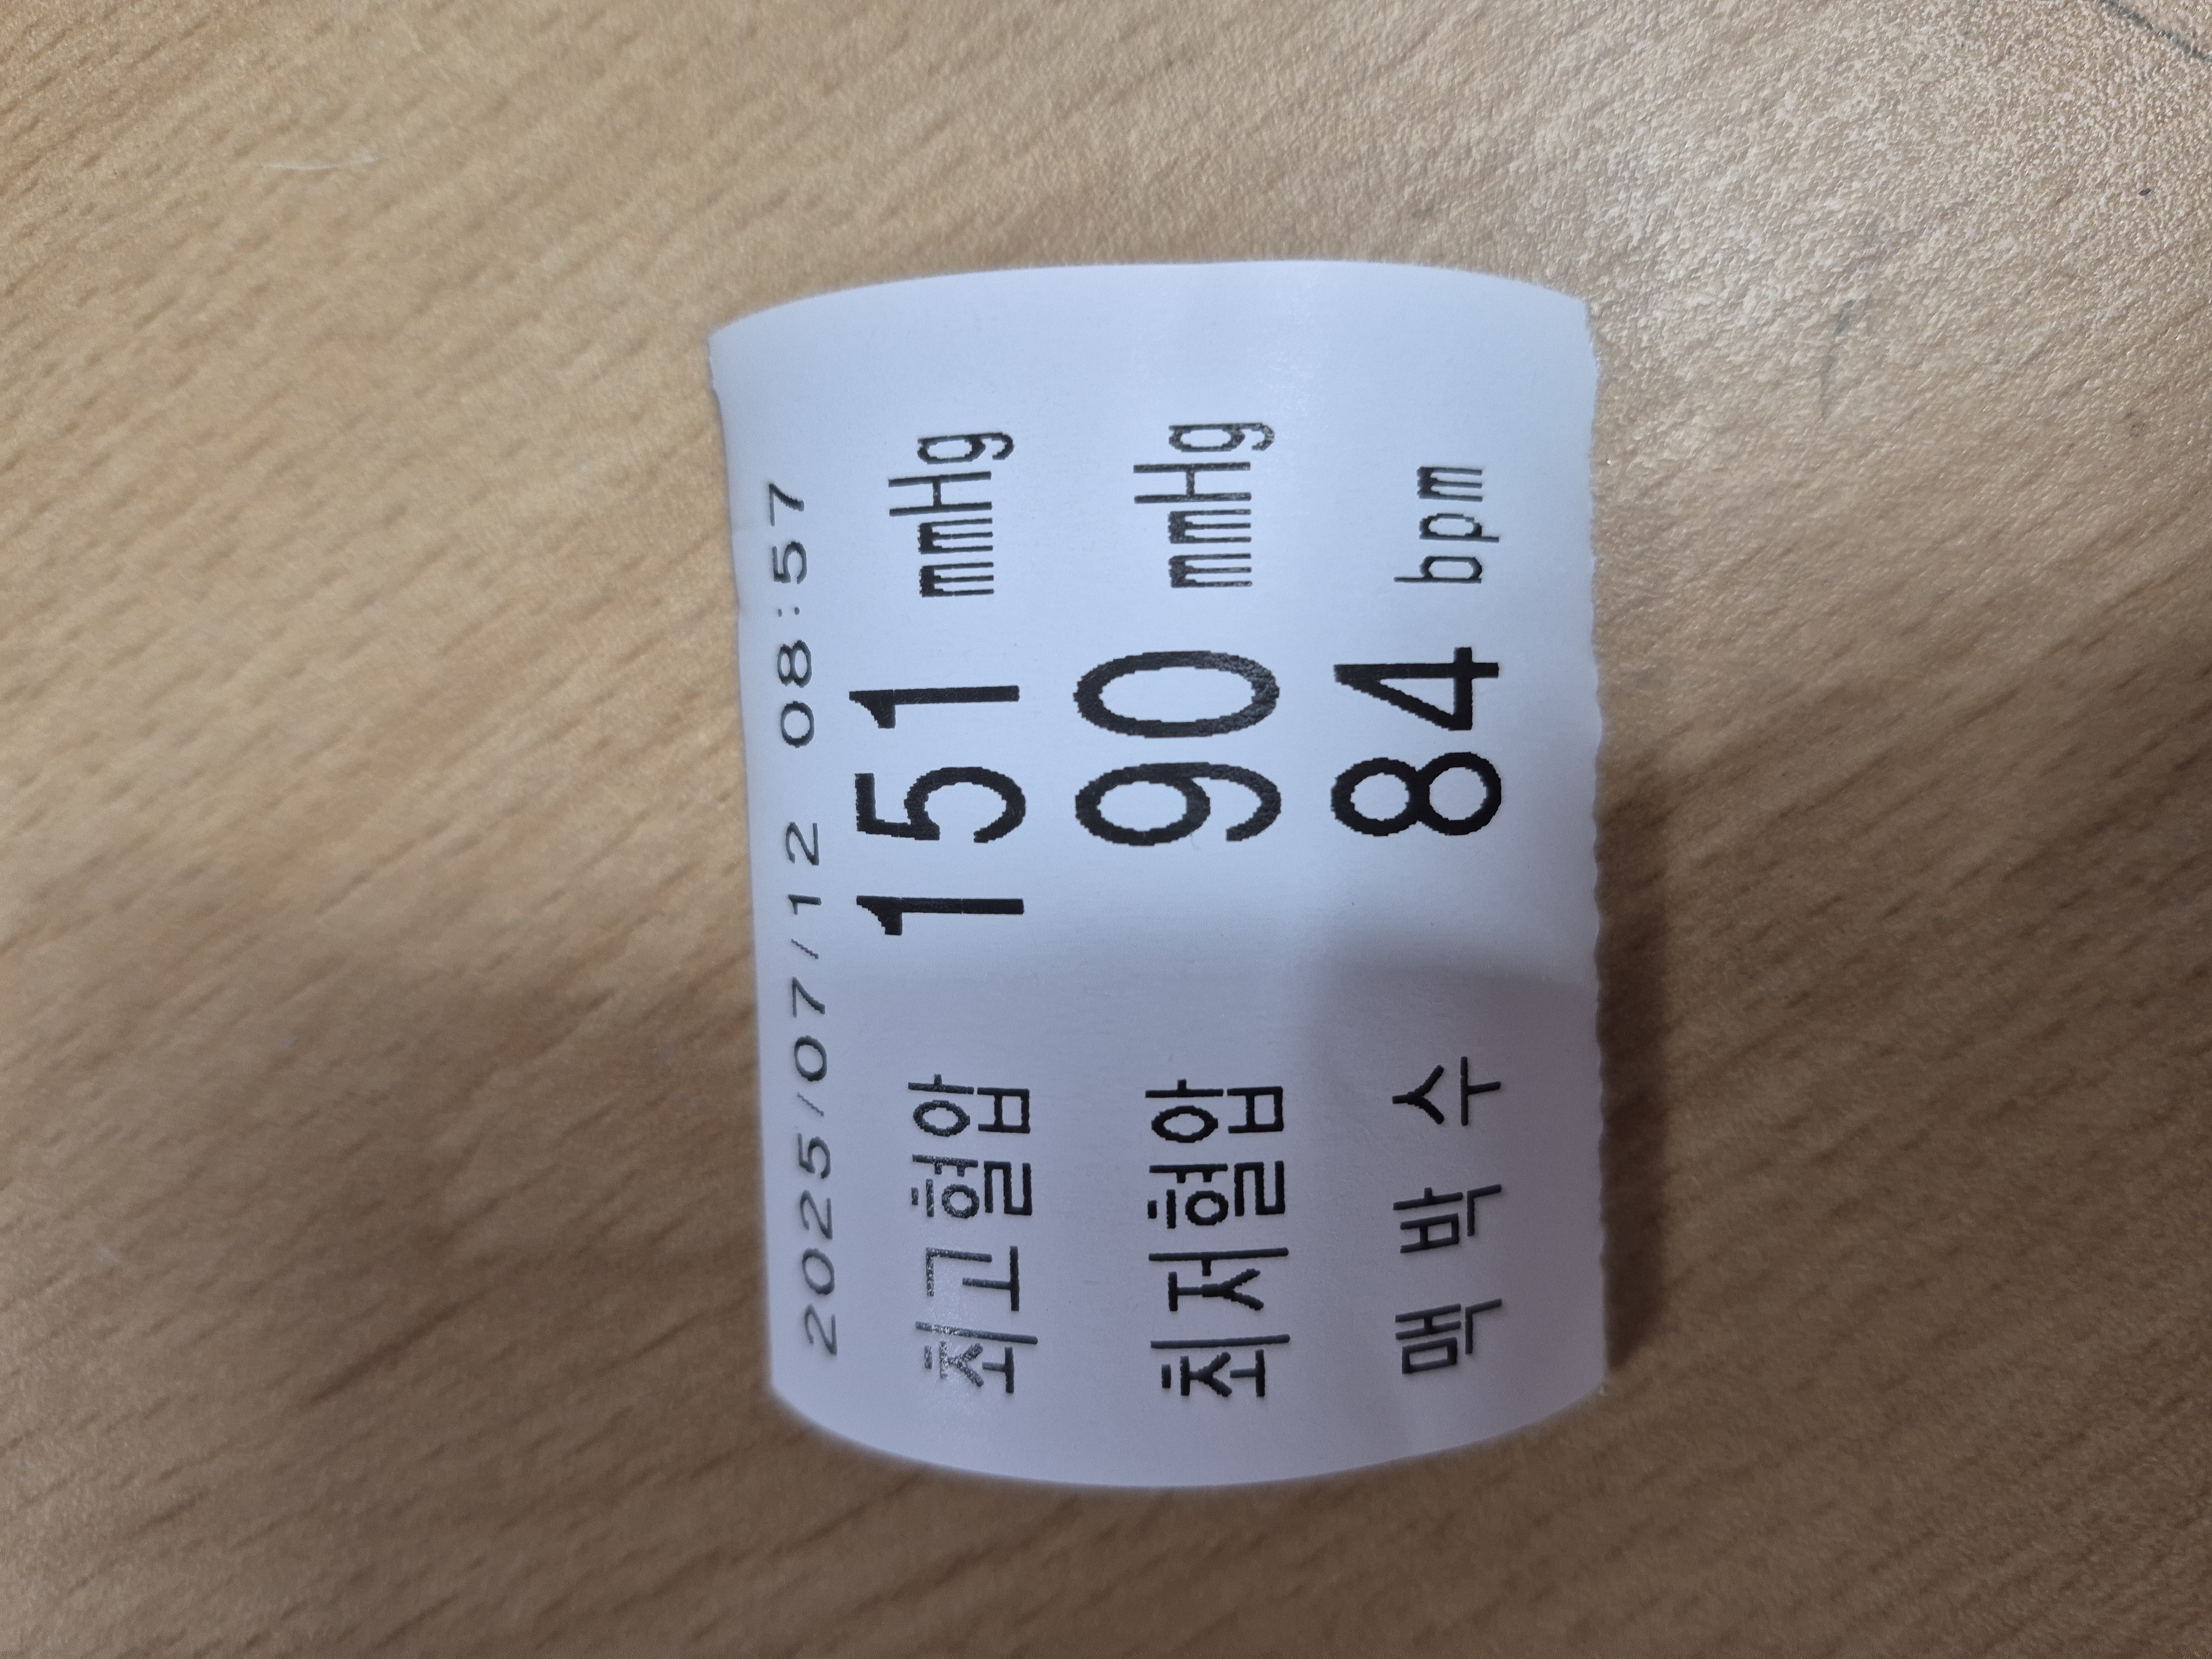 2025/07/12 08:57
최고혈압 151 mmHg
최저혈압 90 mmHg
맥 박 수 84 bpm